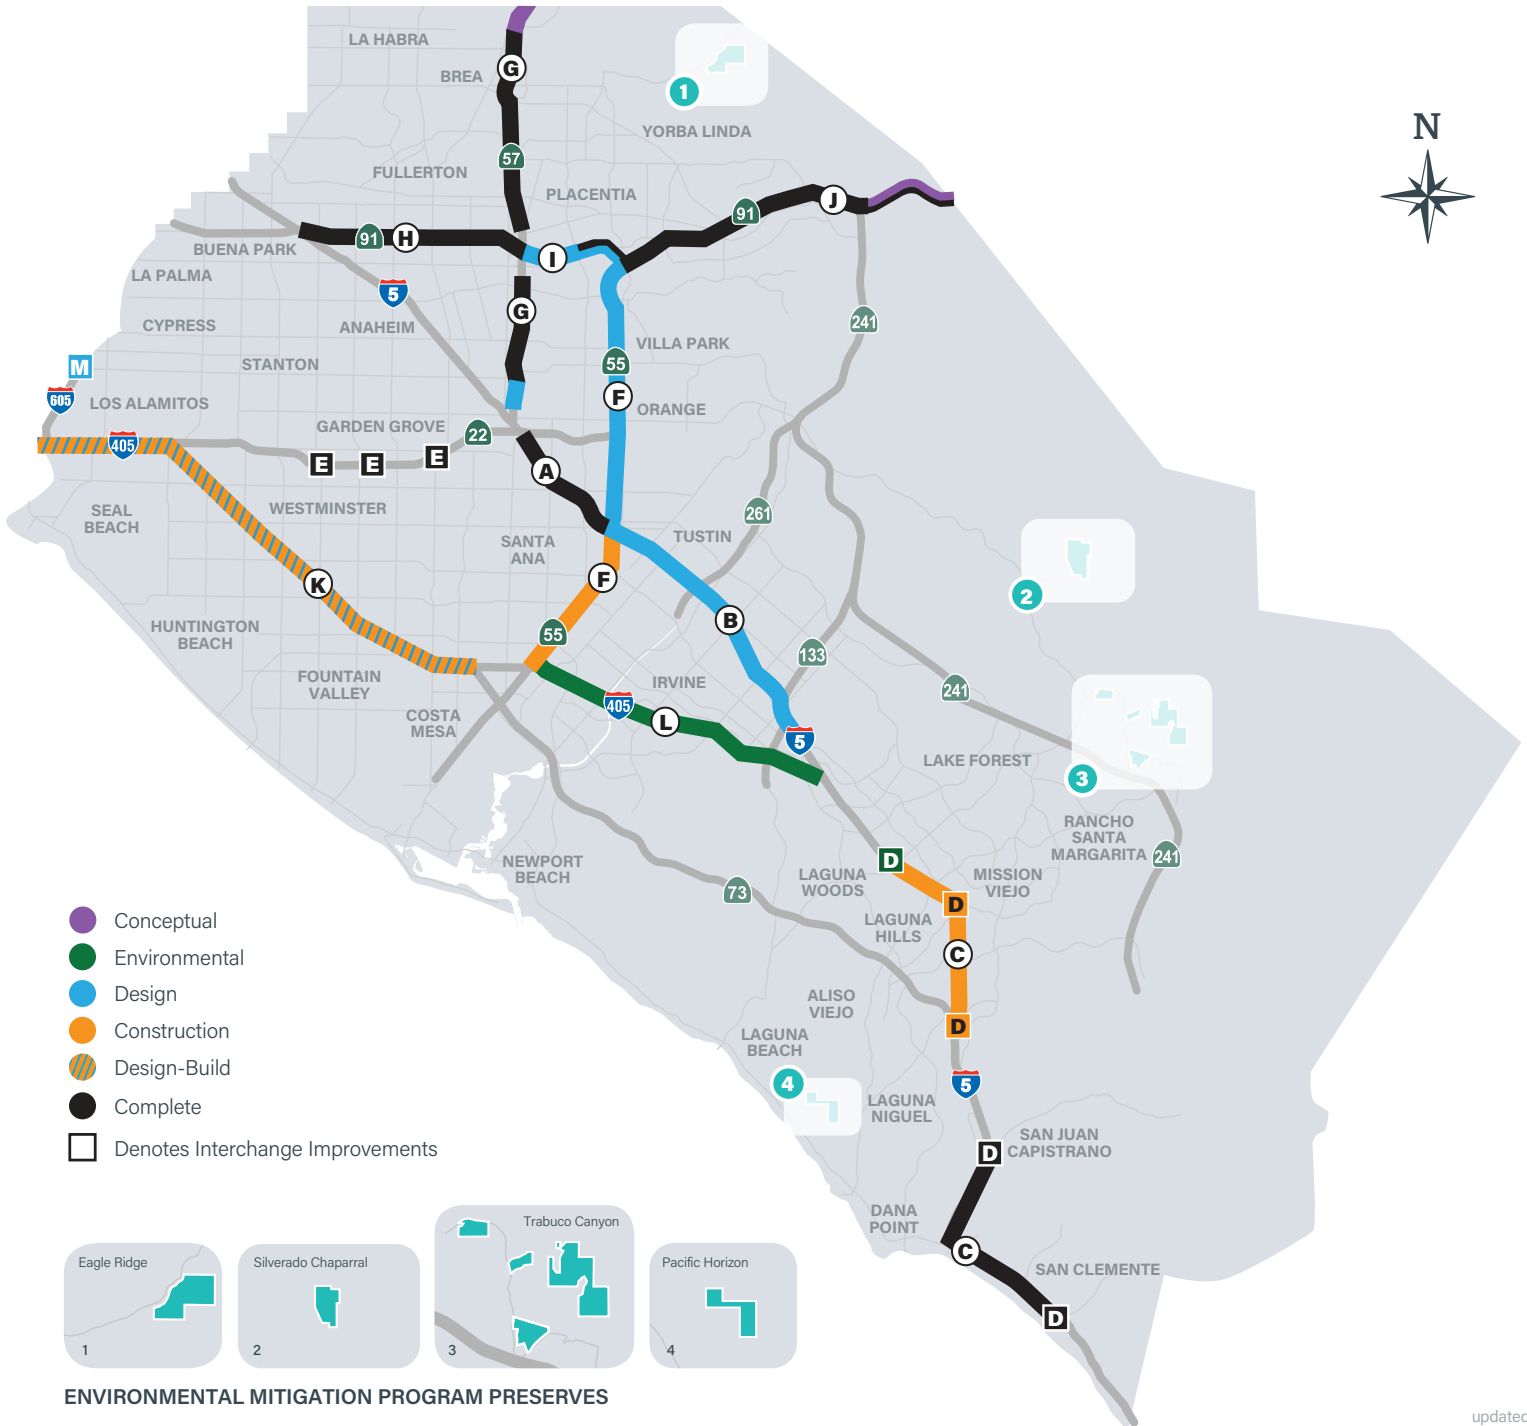 LA HABRA
G
BREA
1
YORBA LINDA
N
57
FULLERTON
PLACENTIA
91
J
91
H
BUENA PARK
I
LA PALMA
5
G
241
CYPRESS
ANAHEIM
VILLA PARK
M
STANTON
55
605
LOS ALAMITOS
F
ORANGE
GARDEN GROVE
22
405
E
E
E
A
SEAL
BEACH
WESTMINSTER
261
SANTA
ANA
TUSTIN
K
F
2
B
HUNTINGTON
BEACH
55
133
FOUNTAIN
VALLEY
IRVINE
241
405
L
COSTA
MESA
5
LAKE FOREST
3
RANCHO
SANTA
MARGARITA
241
NEWPORT
BEACH
D
LAGUNA
WOODS
MISSION
VIEJO
73
D
LAGUNA
HILLS
C
ALISO
VIEJO
D
LAGUNA
BEACH
4
5
LAGUNA
NIGUEL
SAN JUAN
CAPISTRANO
D
DANA
POINT
C
SAN CLEMENTE
D
Conceptual
Environmental
Design
Construction
Design-Build
Complete
Denotes Interchange Improvements
Eagle Ridge
1
Silverado Chaparral
2
Trabuco Canyon
3
Pacific Horizon
4
ENVIRONMENTAL MITIGATION PROGRAM PRESERVES